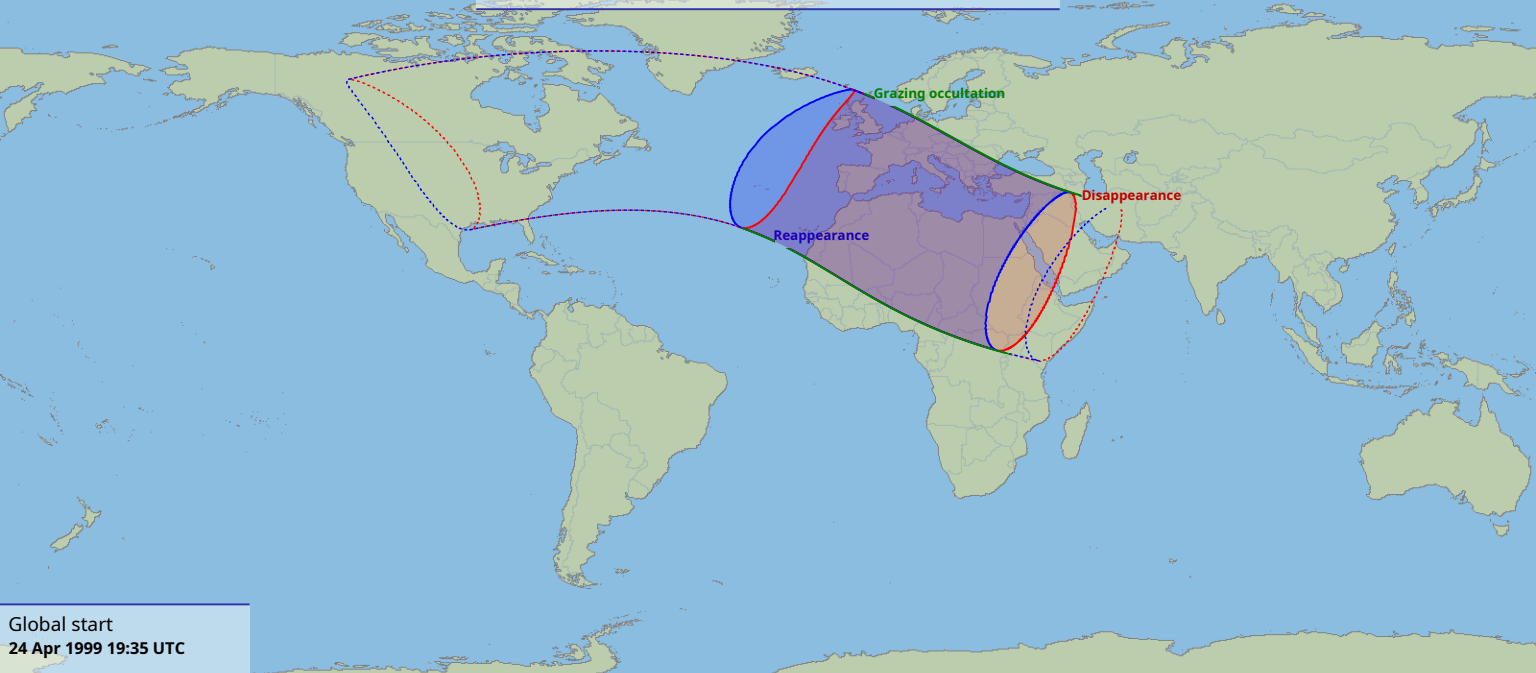 Grazing occultation
Disappearance
Reappearance
Global start
24 Apr 1999 19:35 UTC